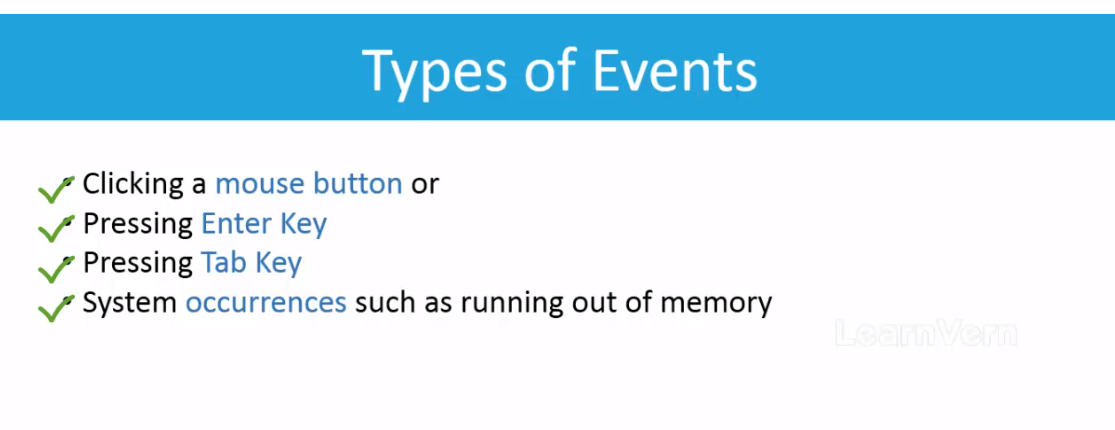 Types of Events
Clicking a mouse button or
Pressing Enter Key
Pressing Tab Key
System occurrences such as running out of memory
LearnVern